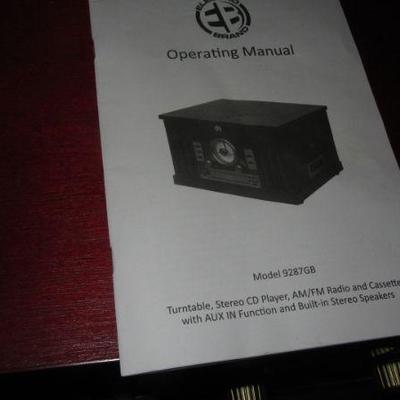 EB
BRAND
Operating Manual
Model 9287GB
Turntable, Stereo CD Player, AM/FM Radio and Cassette
with AUX IN Function and Built-in Stereo Speakers